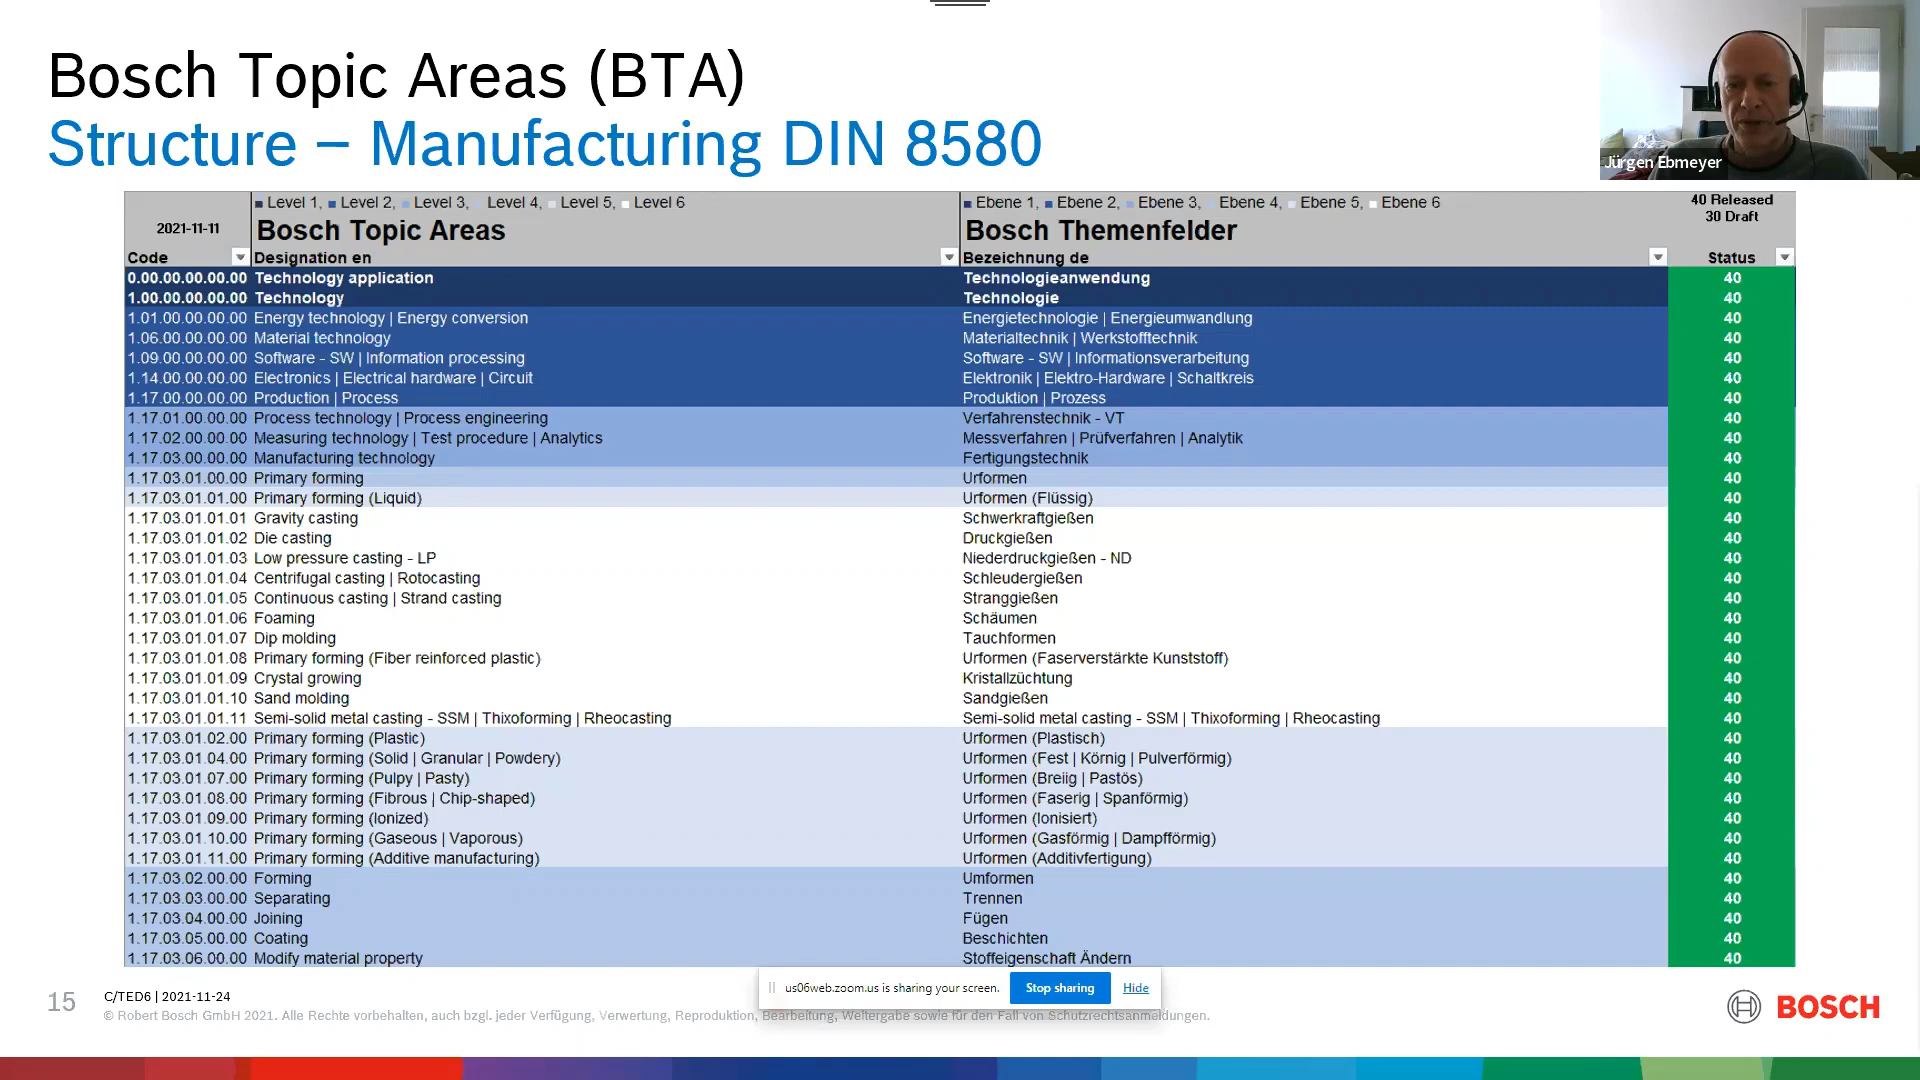 Bosch Topic Areas (BTA)
Structure – Manufacturing DIN 8580
Jürgen Ebmeyer
Level 1, Level 2, Level 3, Level 4, Level 5, Level 6 Ebene 1, Ebene 2, Ebene 3, Ebene 4, Ebene 5, Ebene 6 40 Released
30 Draft
2021-11-11 Bosch Topic Areas Bosch Themenfelder
Code Designation en Bezeichnung de Status
0.00.00.00.00.00 Technology application Technologieanwendung 40
1.00.00.00.00.00 Technology Technologie 40
1.01.00.00.00.00 Energy technology | Energy conversion Energietechnologie | Energieumwandlung 40
1.06.00.00.00.00 Material technology Materialtechnik | Werkstofftechnik 40
1.09.00.00.00.00 Software - SW | Information processing Software - SW | Informationsverarbeitung 40
1.14.00.00.00.00 Electronics | Electrical hardware | Circuit Elektronik | Elektro-Hardware | Schaltkreis 40
1.17.00.00.00.00 Production | Process Produktion | Prozess 40
1.17.01.00.00.00 Process technology | Process engineering Verfahrenstechnik - VT 40
1.17.02.00.00.00 Measuring technology | Test procedure | Analytics Messverfahren | Prüfverfahren | Analytik 40
1.17.03.00.00.00 Manufacturing technology Fertigungstechnik 40
1.17.03.01.00.00 Primary forming Urformen 40
1.17.03.01.01.00 Primary forming (Liquid) Urformen (Flüssig) 40
1.17.03.01.01.01 Gravity casting Schwerkraftgießen 40
1.17.03.01.01.02 Die casting Druckgießen 40
1.17.03.01.01.03 Low pressure casting - LP Niederdruckgießen - ND 40
1.17.03.01.01.04 Centrifugal casting | Rotocasting Schleudergießen 40
1.17.03.01.01.05 Continuous casting | Strand casting Stranggießen 40
1.17.03.01.01.06 Foaming Schäumen 40
1.17.03.01.01.07 Dip molding Tauchformen 40
1.17.03.01.01.08 Primary forming (Fiber reinforced plastic) Urformen (Faserverstärkte Kunststoff) 40
1.17.03.01.01.09 Crystal growing Kristallzüchtung 40
1.17.03.01.01.10 Sand molding Sandgießen 40
1.17.03.01.01.11 Semi-solid metal casting - SSM | Thixoforming | Rheocasting Semi-solid metal casting - SSM | Thixoforming | Rheocasting 40
1.17.03.01.02.00 Primary forming (Plastic) Urformen (Plastisch) 40
1.17.03.01.04.00 Primary forming (Solid | Granular | Powdery) Urformen (Fest | Körnig | Pulverförmig) 40
1.17.03.01.07.00 Primary forming (Pulpy | Pasty) Urformen (Breiig | Pastös) 40
1.17.03.01.08.00 Primary forming (Fibrous | Chip-shaped) Urformen (Faserig | Spanförmig) 40
1.17.03.01.09.00 Primary forming (Ionized) Urformen (Ionisiert) 40
1.17.03.01.10.00 Primary forming (Gaseous | Vaporous) Urformen (Gasförmig | Dampfförmig) 40
1.17.03.01.11.00 Primary forming (Additive manufacturing) Urformen (Additivfertigung) 40
1.17.03.02.00.00 Forming Umformen 40
1.17.03.03.00.00 Separating Trennen 40
1.17.03.04.00.00 Joining Fügen 40
1.17.03.05.00.00 Coating Beschichten 40
1.17.03.06.00.00 Modify material property Stoffeigenschaft Ändern 40
us06web.zoom.us is sharing your screen. Stop sharing Hide
15 C/TED6 | 2021-11-24
© Robert Bosch GmbH 2021. Alle Rechte vorbehalten, auch bzgl. jeder Verfügung, Verwertung, Reproduktion, Bearbeitung, Weitergabe sowie für den Fall von Schutzrechtsanmeldungen.
BOSCH